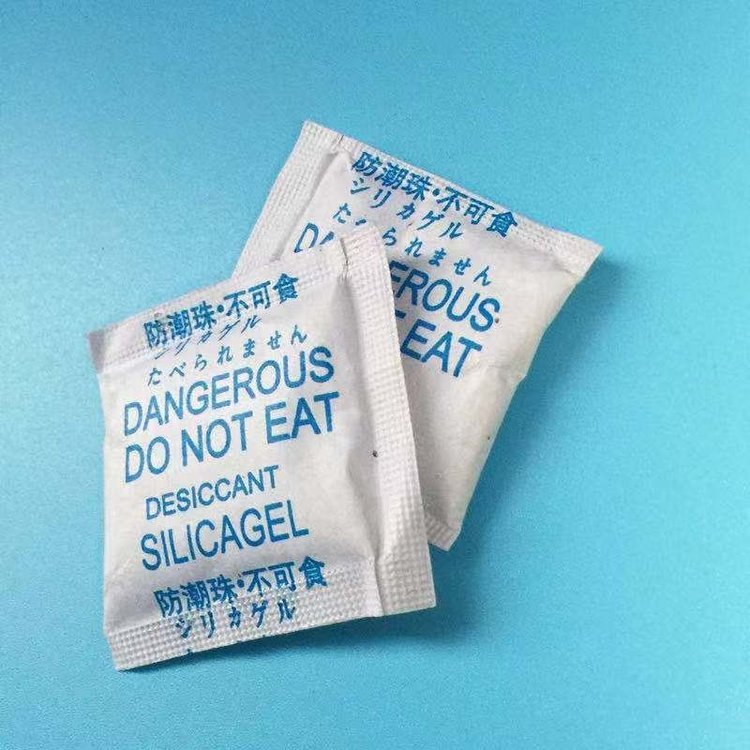 防潮珠·不可食
シリカゲル
たべられません
DANGEROUS
DO NOT EAT
DESICCANT
SILICAGEL
防潮珠·不可食
シリカゲル
防潮珠·不可食
シリカゲル
たべられません
EROUS
EAT